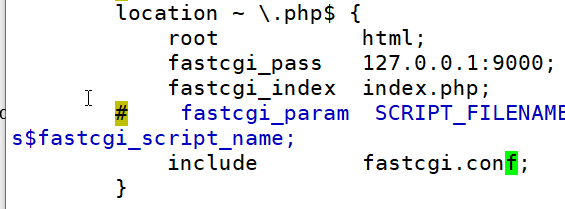 location ~ \.php$ {
root html;
fastcgi_pass 127.0.0.1:9000;
fastcgi_index index.php;
# fastcgi_param SCRIPT_FILENAME
s$fastcgi_script_name;
include fastcgi.conf;
}